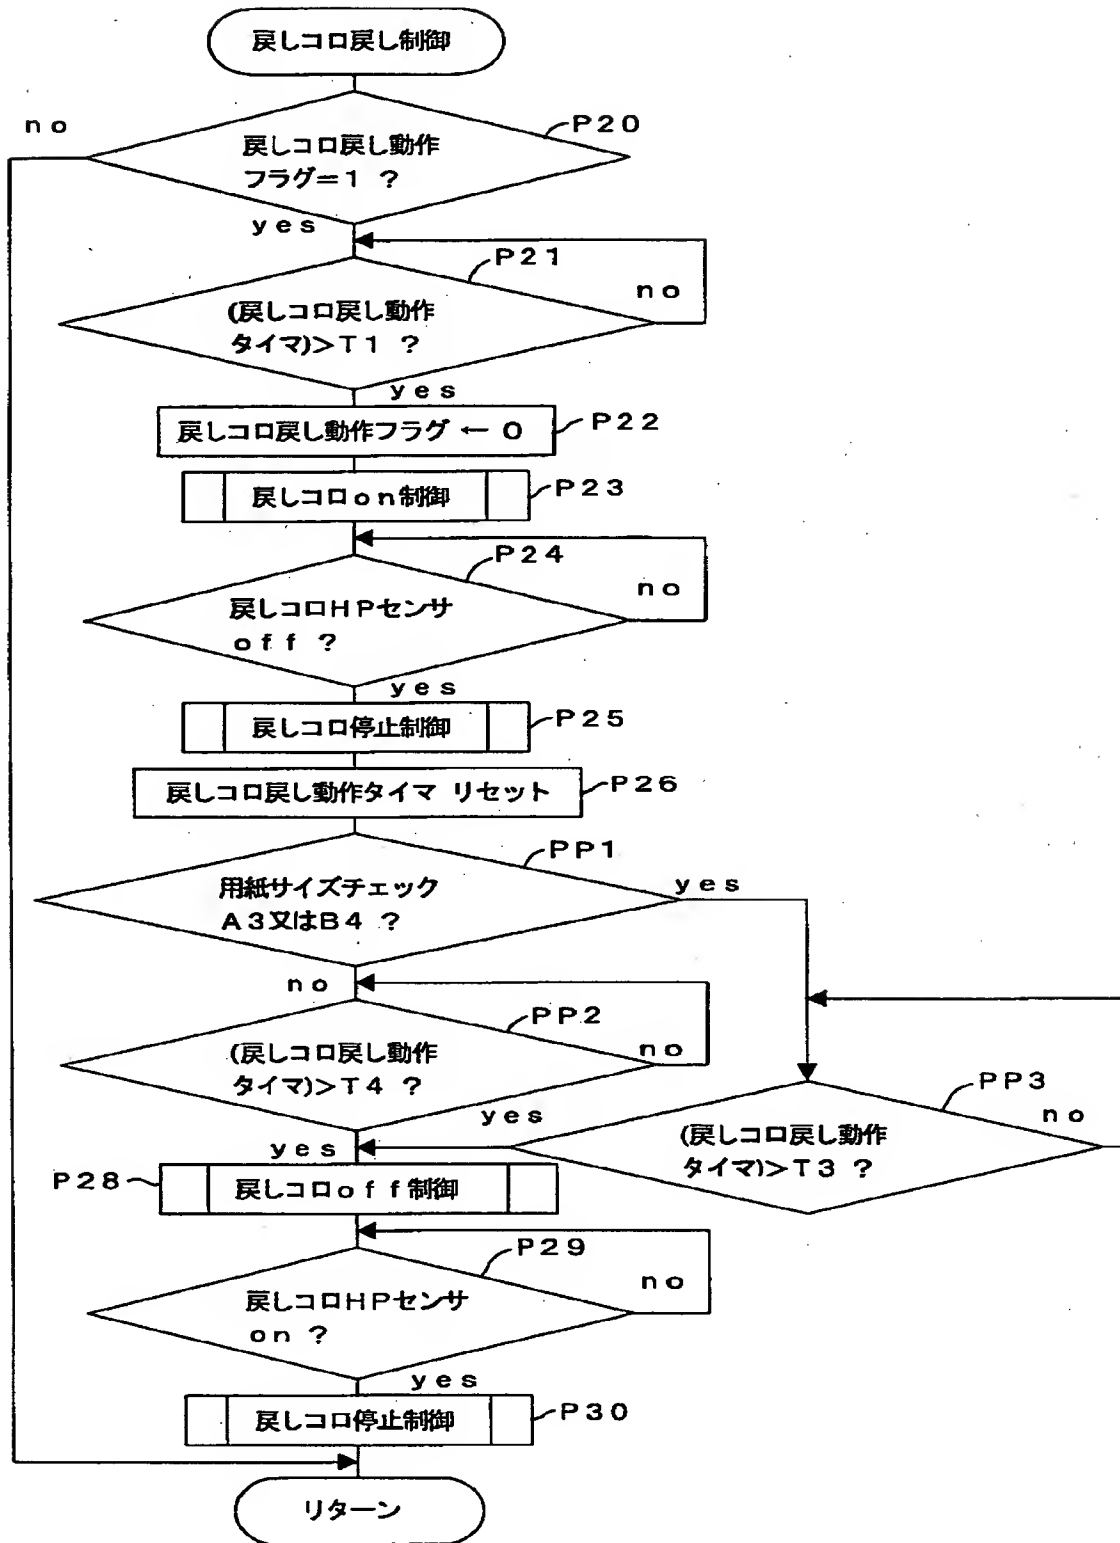 戻しコロ戻し制御
no
P20
戻しコロ戻し動作
フラグ=1 ?
yes
P21
no
(戻しコロ戻し動作
タイマ)>T1 ?
yes
戻しコロ戻し動作フラグ ← 0
P22
戻しコロon制御
P23
P24
no
戻しコロHPセンサ
off ?
yes
戻しコロ停止制御
P25
戻しコロ戻し動作タイマ リセット
P26
PP1
用紙サイズチェック
A3又はB4 ?
yes
no
PP2
no
(戻しコロ戻し動作
タイマ)>T4 ?
PP3
yes
no
(戻しコロ戻し動作
タイマ)>T3 ?
yes
P28
戻しコロoff制御
P29
no
戻しコロHPセンサ
on ?
yes
戻しコロ停止制御
P30
リターン